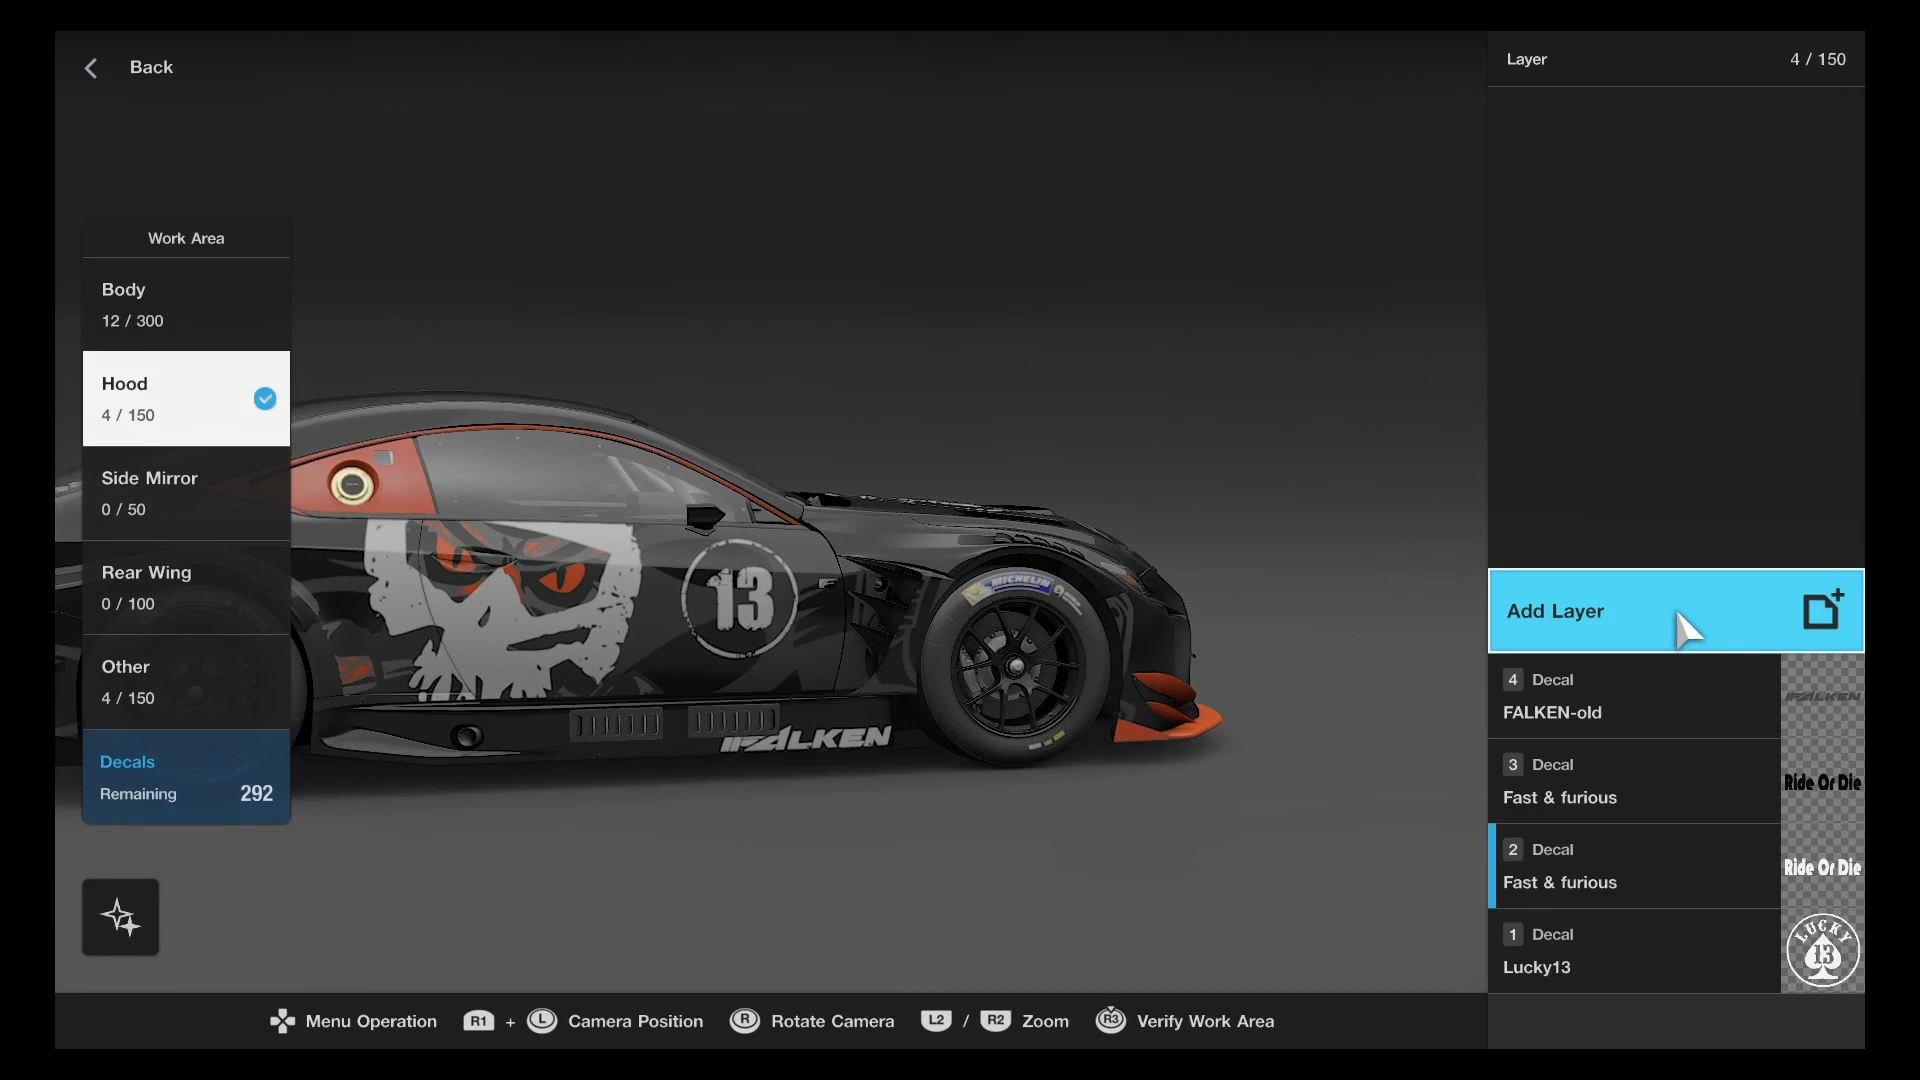 Back
Layer 4 / 150
Work Area
Body
12 / 300
Hood
4 / 150
Side Mirror
0 / 50
Rear Wing
0 / 100
Other
4 / 150
Decals
Remaining 292
MICHELIN
13
FALKEN
Add Layer
4 Decal
FALKEN-old
FALKEN
3 Decal
Fast & furious
Ride Or Die
2 Decal
Fast & furious
Ride Or Die
1 Decal
Lucky13
LUCKY
13
Menu Operation R1 + L Camera Position R Rotate Camera L2 / R2 Zoom R3 Verify Work Area